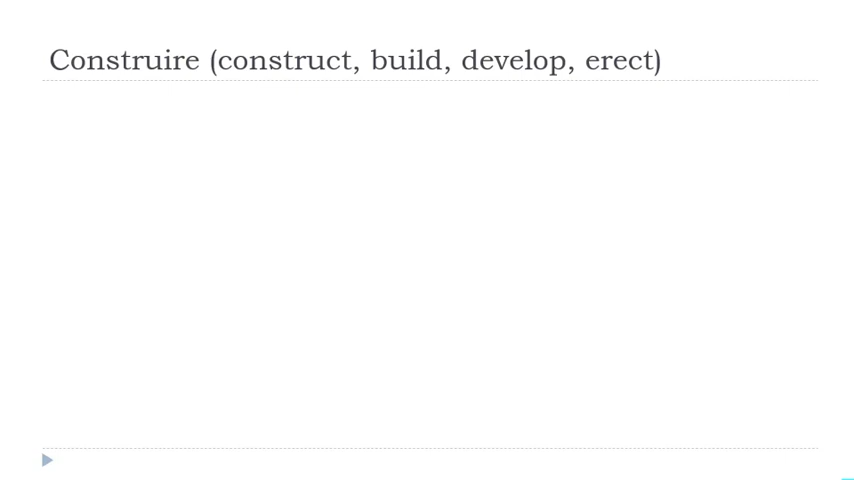 Construire (construct, build, develop, erect)